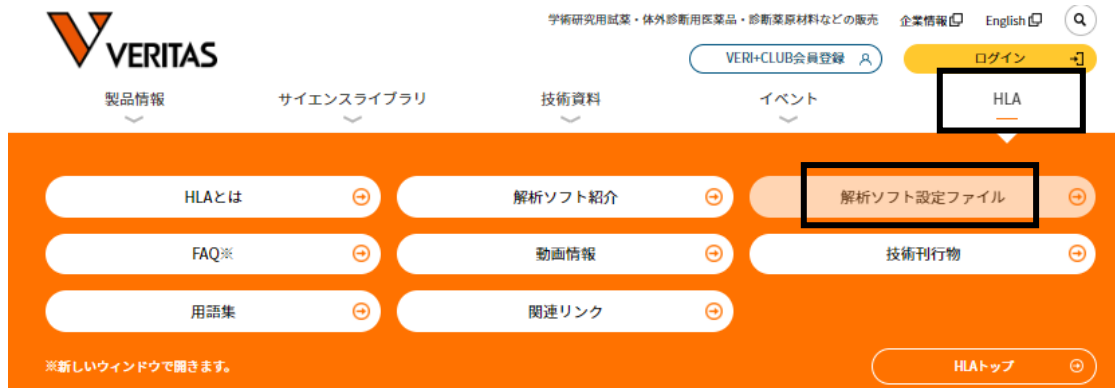 学術研究用試薬・体外診断用医薬品・診断薬原材料などの販売 企業情報 English
VERITAS
VERI+CLUB会員登録 ログイン
製品情報 サイエンスライブラリ 技術資料 イベント HLA
HLAとは 解析ソフト紹介 解析ソフト設定ファイル
FAQ※ 動画情報 技術刊行物
用語集 関連リンク
※新しいウィンドウで開きます。 HLAトップ